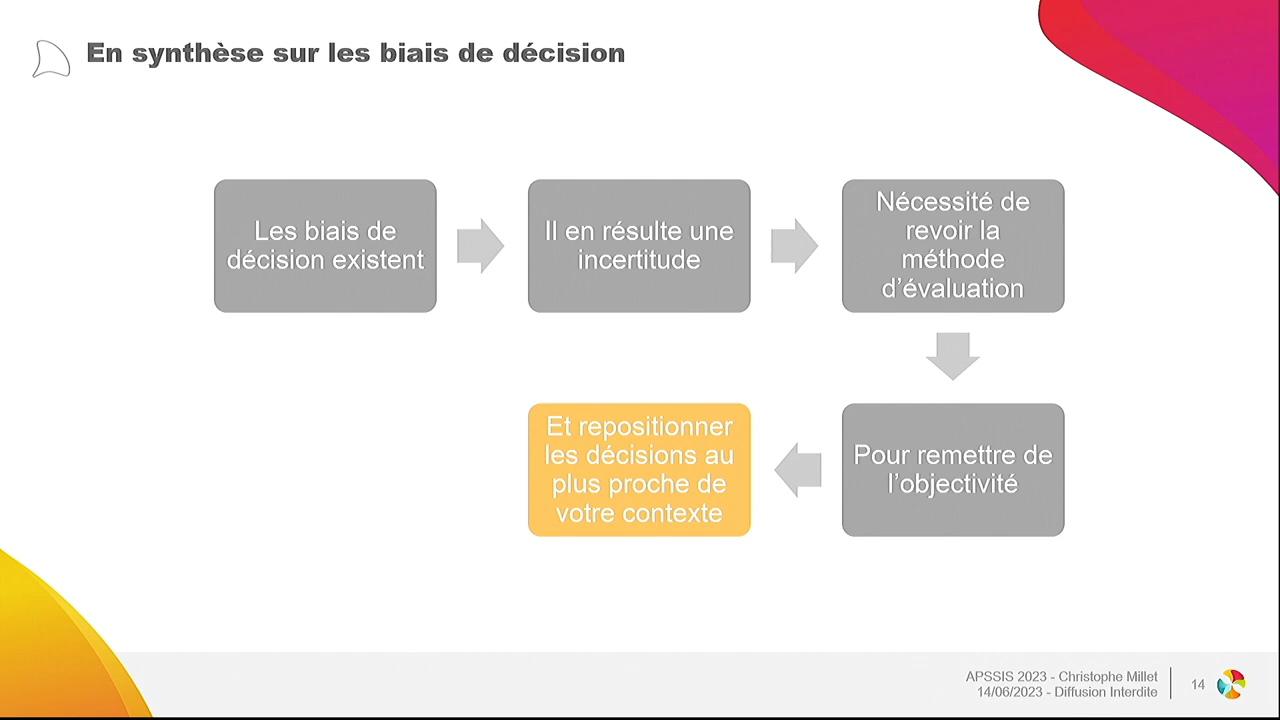 En synthèse sur les biais de décision
Les biais de
décision existent
Il en résulte une
incertitude
Nécessité de
revoir la
méthode
d’évaluation
Pour remettre de
l’objectivité
Et repositionner
les décisions au
plus proche de
votre contexte
APSSIS 2023 - Christophe Millet
14/06/2023 - Diffusion Interdite
14